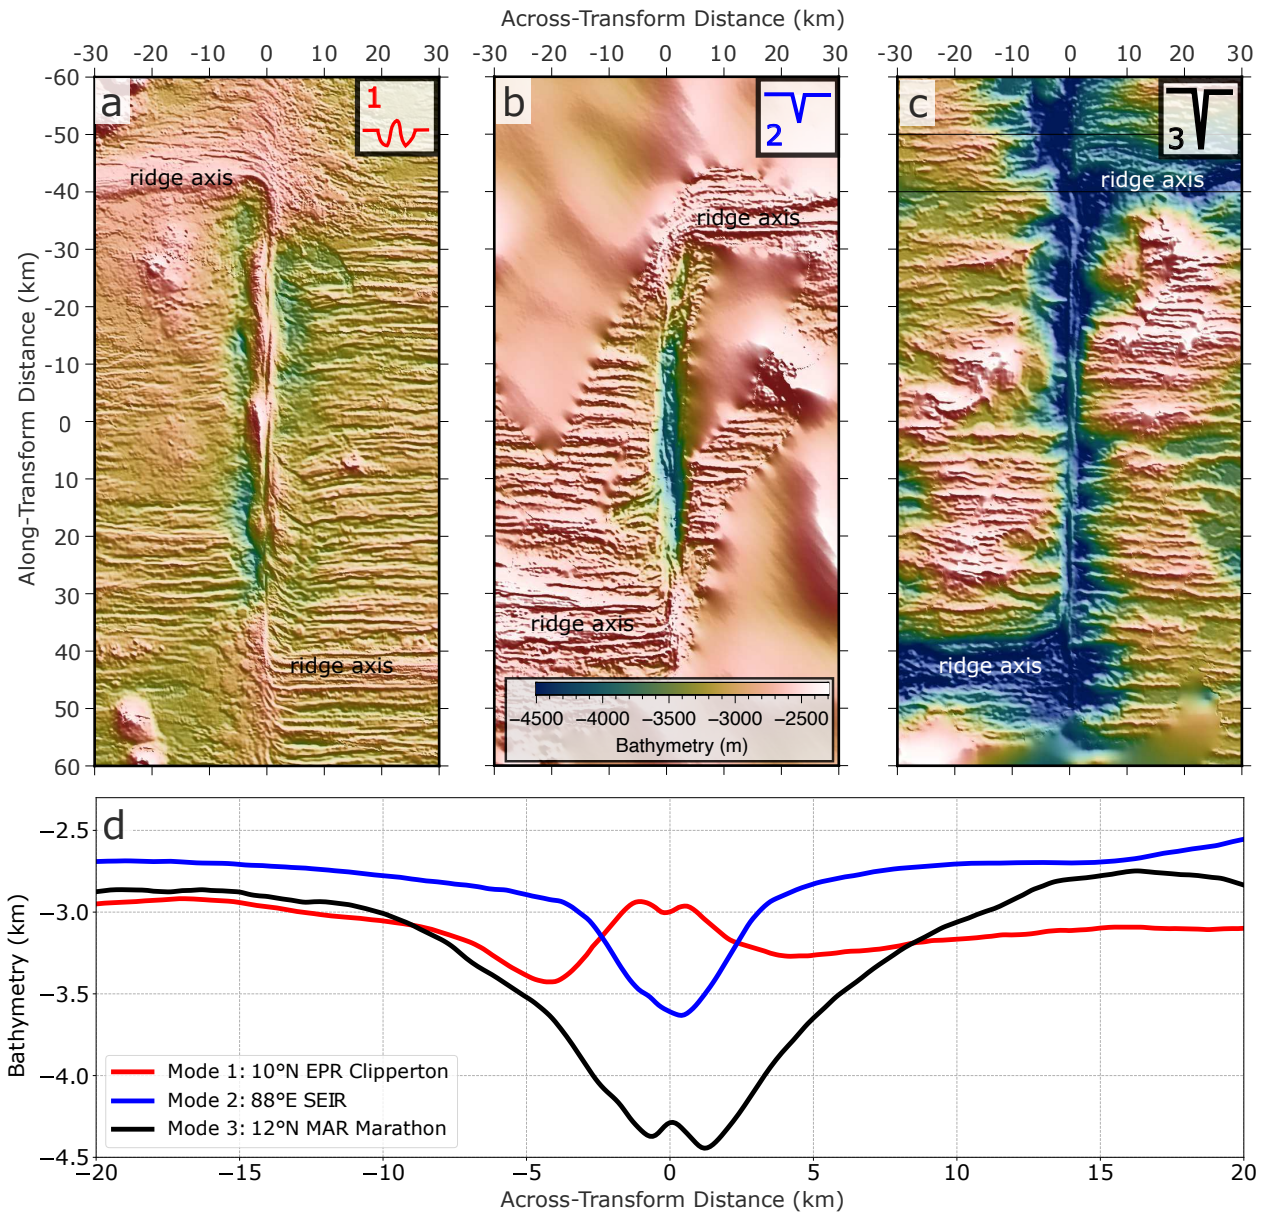 Across-Transform Distance (km)
-30 -20 -10 0 10 20 30
-30 -20 -10 0 10 20 30
-30 -20 -10 0 10 20 30
a
1
b
2
c
3
Along-Transform Distance (km)
-60
-50
-40
-30
-20
-10
0
10
20
30
40
50
60
ridge axis
ridge axis
ridge axis
ridge axis
ridge axis
ridge axis
−4500 −4000 −3500 −3000 −2500
Bathymetry (m)
d
Bathymetry (km)
−2.5
−3.0
−3.5
−4.0
−4.5
Mode 1: 10°N EPR Clipperton
Mode 2: 88°E SEIR
Mode 3: 12°N MAR Marathon
−20 −15 −10 −5 0 5 10 15 20
Across-Transform Distance (km)